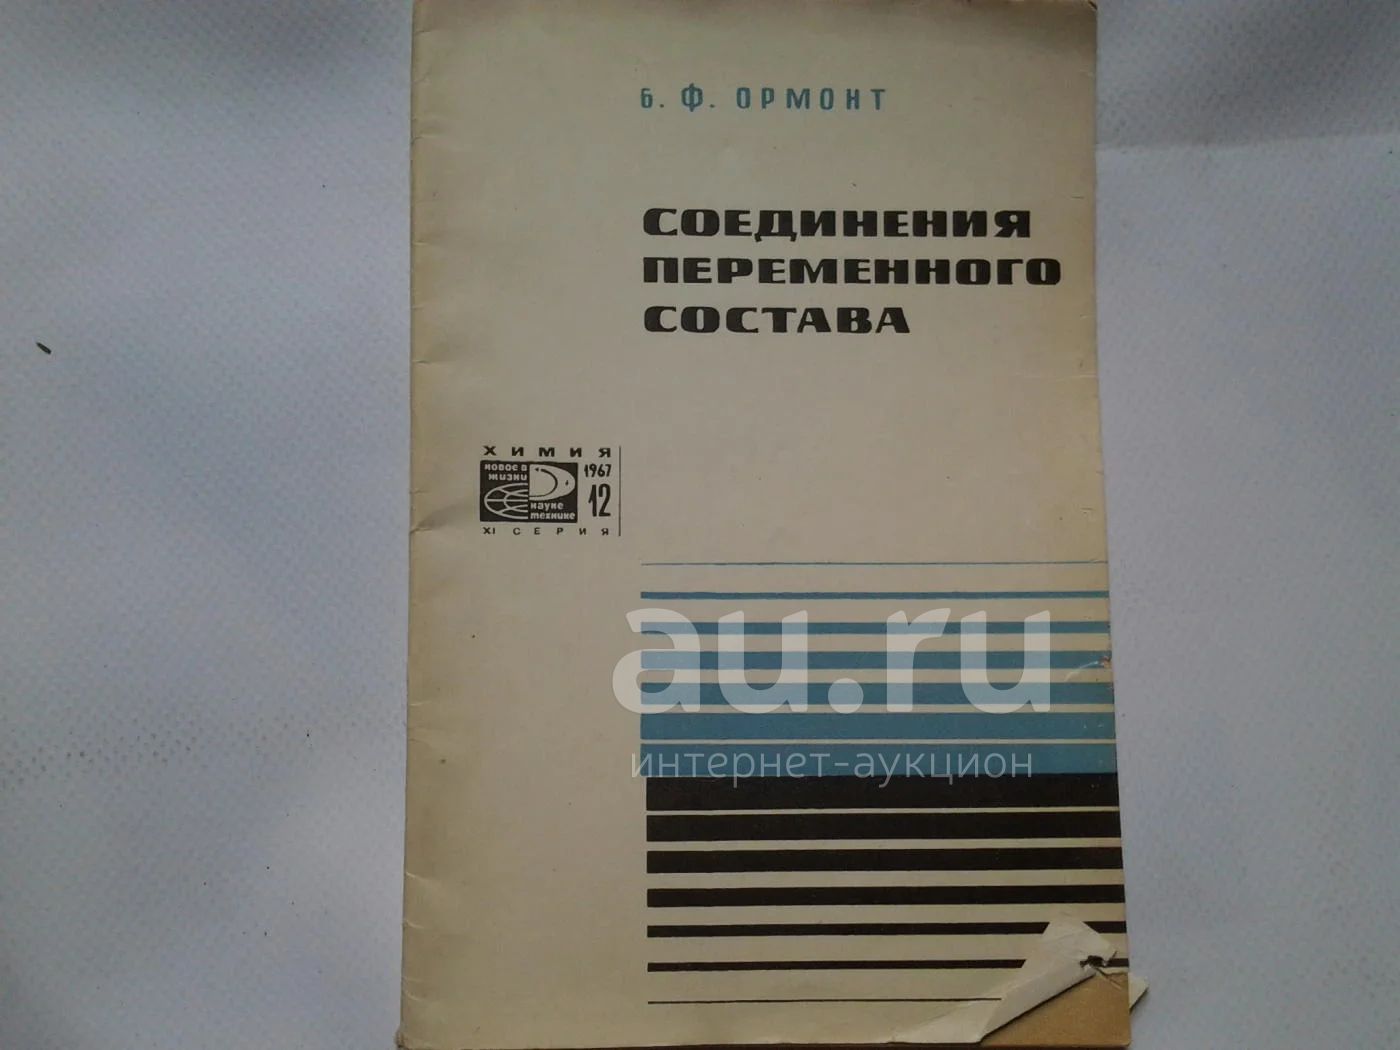 Б. Ф. ОРМОНТ
СОЕДИНЕНИЯ
ПЕРЕМЕННОГО
СОСТАВА
ХИМИЯ
НОВОЕ В
ЖИЗНИ
НАУКЕ
ТЕХНИКЕ
1967
12
XI СЕРИЯ
au.ru
интернет-аукцион